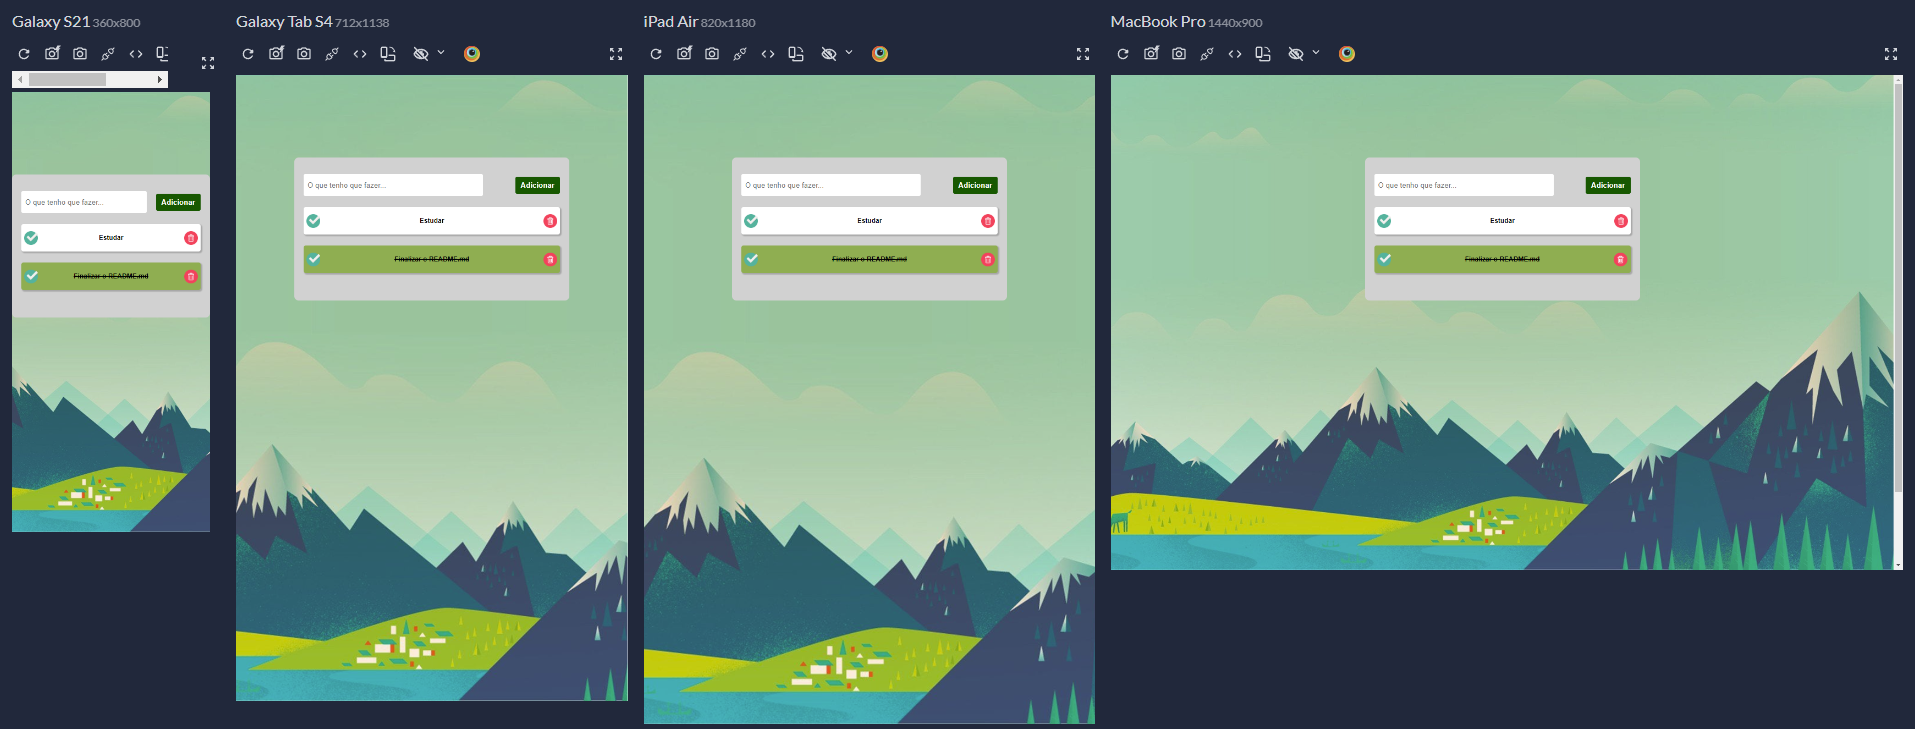 Galaxy S21 360x800
O que tenho que fazer...
Adicionar
Estudar
Finalizar o README.md
Galaxy Tab S4 712x1138
O que tenho que fazer...
Adicionar
Estudar
Finalizar o README.md
iPad Air 820x1180
O que tenho que fazer...
Adicionar
Estudar
Finalizar o README.md
MacBook Pro 1440x900
O que tenho que fazer...
Adicionar
Estudar
Finalizar o README.md